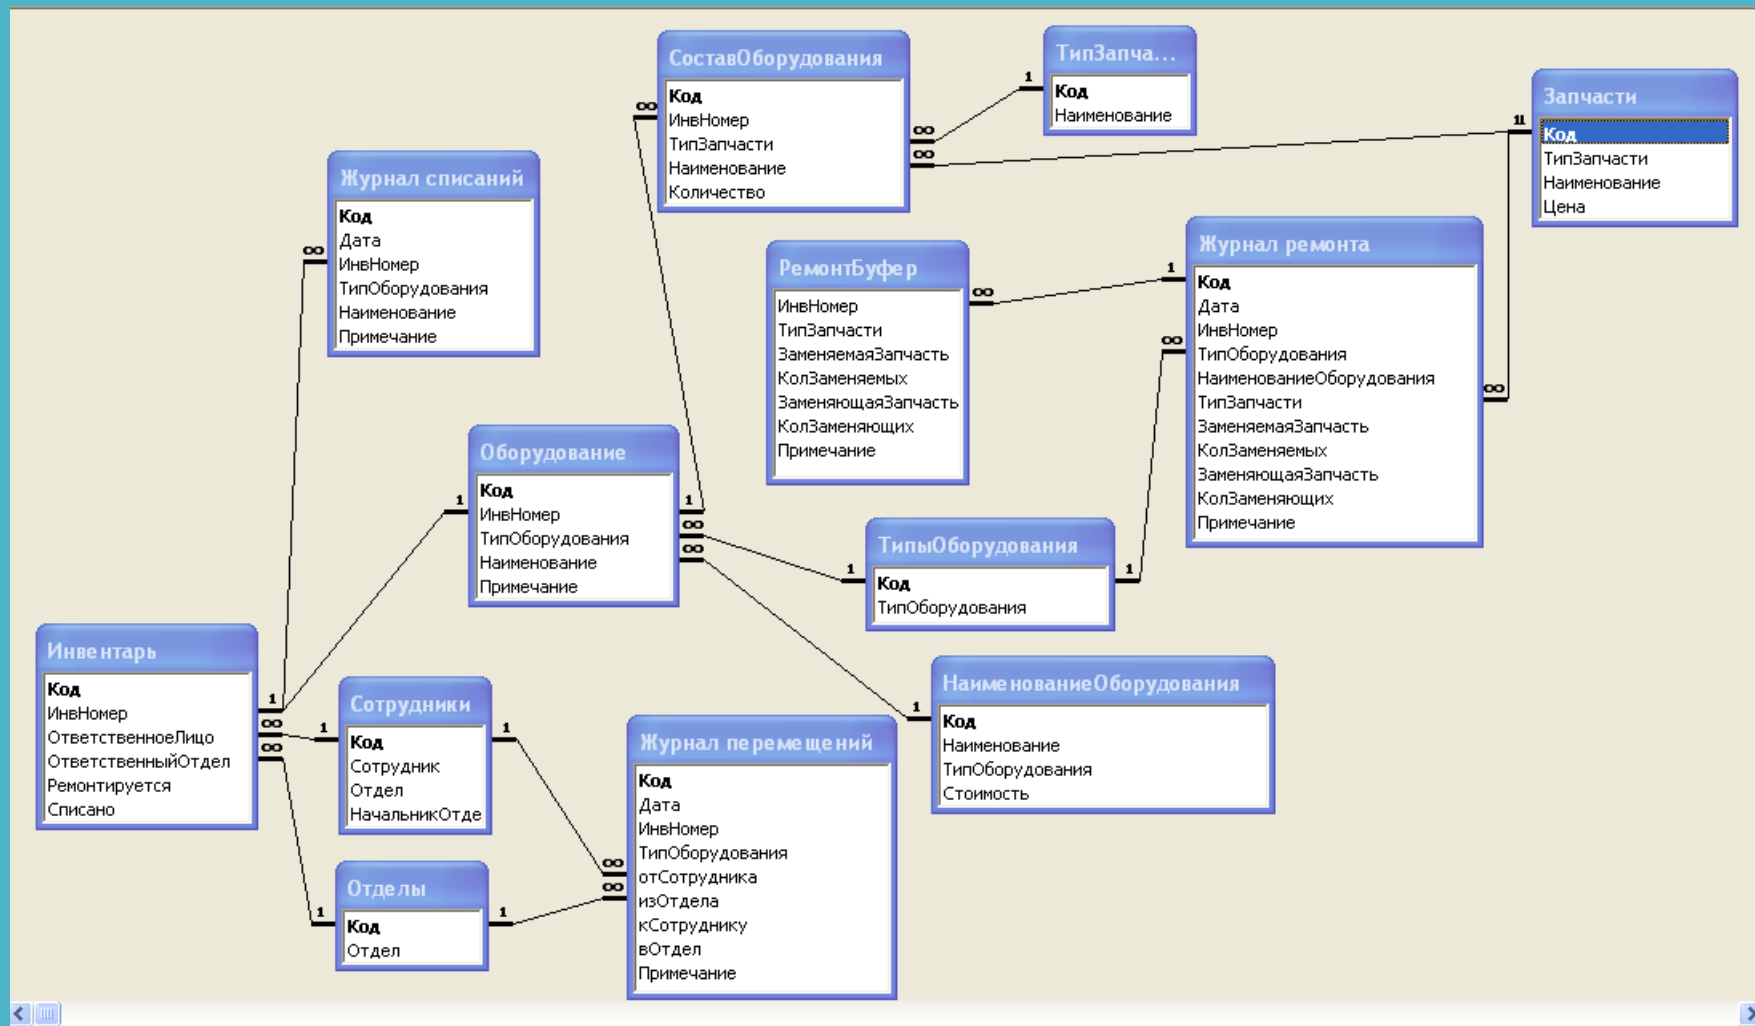 СоставОборудования
Код
ИнвНомер
ТипЗапчасти
Наименование
Количество
ТипЗапча...
Код
Наименование
Запчасти
Код
ТипЗапчасти
Наименование
Цена
Журнал списаний
Код
Дата
ИнвНомер
ТипОборудования
Наименование
Примечание
РемонтБуфер
ИнвНомер
ТипЗапчасти
ЗаменяемаяЗапчасть
КолЗаменяемых
ЗаменяющаяЗапчасть
КолЗаменяющих
Примечание
Журнал ремонта
Код
Дата
ИнвНомер
ТипОборудования
НаименованиеОборудования
ТипЗапчасти
ЗаменяемаяЗапчасть
КолЗаменяемых
ЗаменяющаяЗапчасть
КолЗаменяющих
Примечание
Оборудование
Код
ИнвНомер
ТипОборудования
Наименование
Примечание
ТипыОборудования
Код
ТипОборудования
Инвентарь
Код
ИнвНомер
ОтветственноеЛицо
ОтветственныйОтдел
Ремонтируется
Списано
Сотрудники
Код
Сотрудник
Отдел
НачальникОтде
НаименованиеОборудования
Код
Наименование
ТипОборудования
Стоимость
Журнал перемещений
Код
Дата
ИнвНомер
ТипОборудования
отСотрудника
изОтдела
кСотруднику
вОтдел
Примечание
Отделы
Код
Отдел